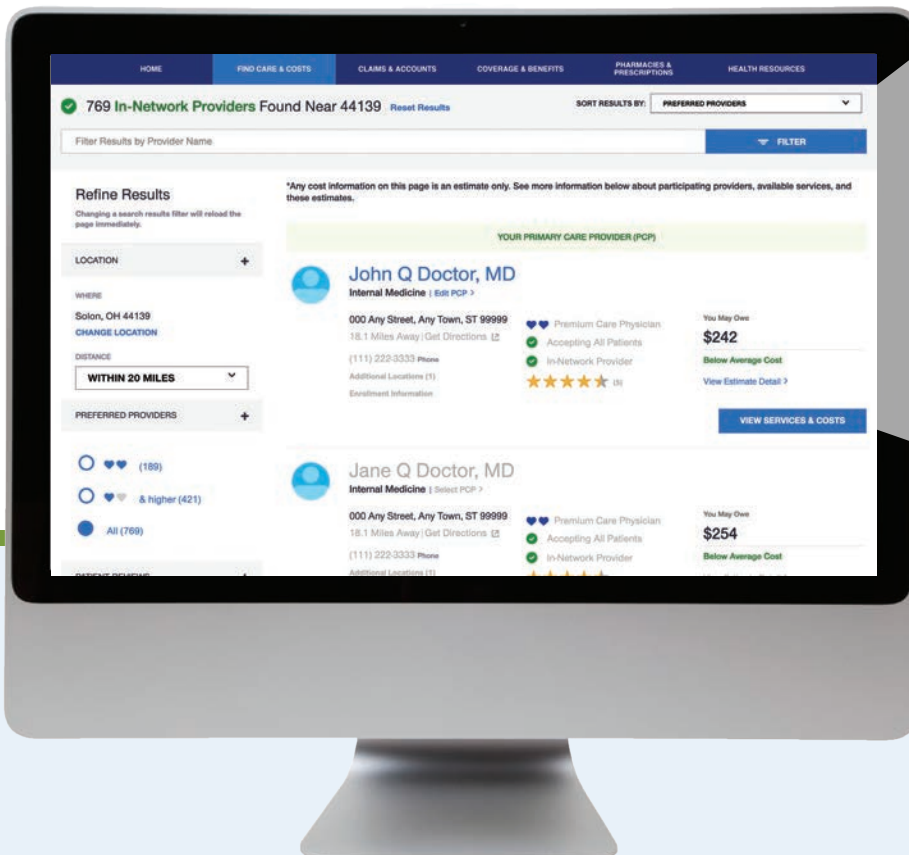 HOME
FIND CARE & COSTS
CLAIMS & ACCOUNTS
COVERAGE & BENEFITS
PHARMACIES &
PRESCRIPTIONS
HEALTH RESOURCES
769 In-Network Providers Found Near 44139 Reset Results
SORT RESULTS BY:
PREFERRED PROVIDERS
Filter Results by Provider Name
FILTER
Refine Results
Changing a search results filter will reload the
page immediately.
LOCATION +
WHERE
Solon, OH 44139
CHANGE LOCATION
DISTANCE
WITHIN 20 MILES
PREFERRED PROVIDERS +
(189)
& higher (421)
All (769)
PATIENT REVIEWS
*Any cost information on this page is an estimate only. See more information below about participating providers, available services, and
these estimates.
YOUR PRIMARY CARE PROVIDER (PCP)
John Q Doctor, MD
Internal Medicine | Edit PCP >
000 Any Street, Any Town, ST 99999
18.1 Miles Away | Get Directions
(111) 222-3333 Phone
Additional Locations (1)
Enrollment Information
Premium Care Physician
Accepting All Patients
In-Network Provider
(5)
You May Owe
$242
Below Average Cost
View Estimate Detail >
VIEW SERVICES & COSTS
Jane Q Doctor, MD
Internal Medicine | Select PCP >
000 Any Street, Any Town, ST 99999
18.1 Miles Away | Get Directions
(111) 222-3333 Phone
Additional Locations (1)
Premium Care Physician
Accepting All Patients
In-Network Provider
You May Owe
$254
Below Average Cost